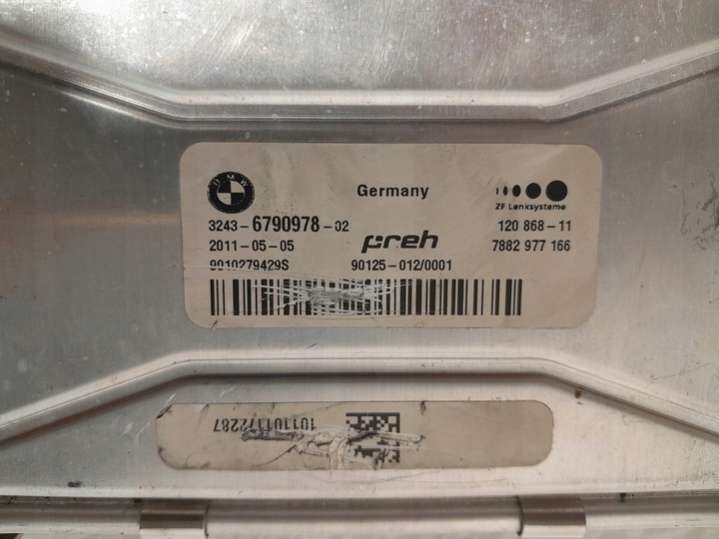 BMW
Germany
ZF Lenksysteme
3243-6790978-02
120 868-11
2011-05-05
preh
7882 977 166
9010279429S
90125-012/0001